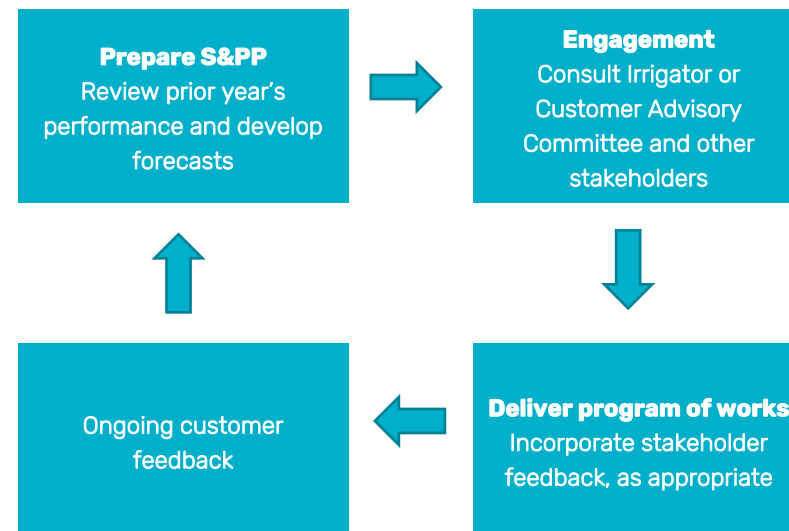 Prepare S&PP
Review prior year's
performance and develop
forecasts
Engagement
Consult Irrigator or
Customer Advisory
Committee and other
stakeholders
Deliver program of works
Incorporate stakeholder
feedback, as appropriate
Ongoing customer
feedback